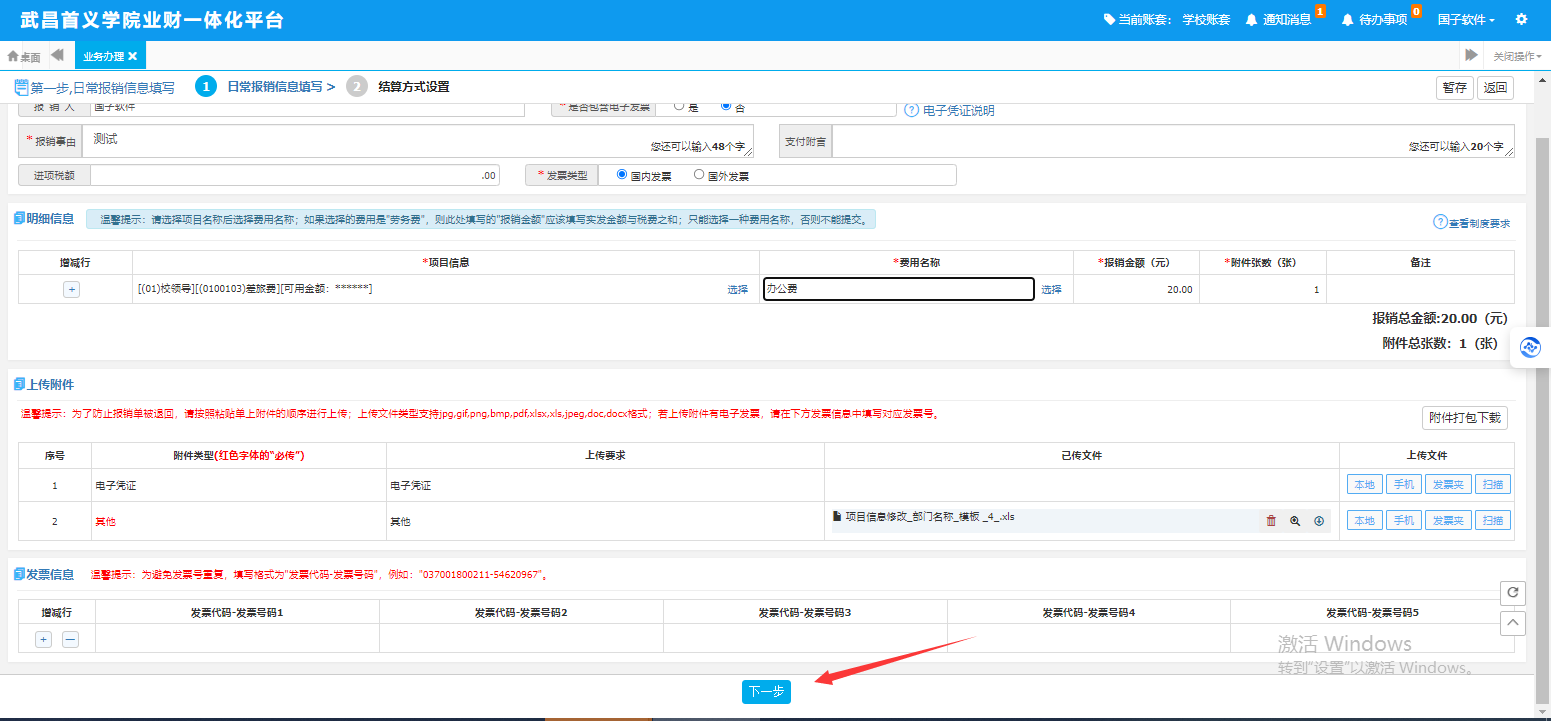 武昌首义学院业财一体化平台 当前账套: 学校账套 通知消息 1 待办事项 0 国子软件
桌面 业务办理 × 关闭操作
第一步,日常报销信息填写 1 日常报销信息填写 > 2 结算方式设置 暂存 返回
报 销 人 国子软件 *是否包含电子发票 是 否 ? 电子凭证说明
*报销事由 测试 您还可以输入48个字 支付附言 您还可以输入20个字
进项税额 .00 *发票类型 国内发票 国外发票
明细信息 温馨提示：请选择项目名称后选择费用名称；如果选择的费用是"劳务费"，则此处填写的"报销金额"应该填写实发金额与税费之和；只能选择一种费用名称，否则不能提交。 ? 查看制度要求
增减行 *项目信息 *费用名称 *报销金额（元） *附件张数（张） 备注
+ [(01)校领导][(0100103)差旅费][可用金额：******] 选择 办公费 选择 20.00 1
报销总金额:20.00（元）
附件总张数：1（张）
上传附件
温馨提示：为了防止报销单被退回，请按照粘贴单上附件的顺序进行上传；上传文件类型支持jpg,gif,png,bmp,pdf,xlsx,xls,jpeg,doc,docx格式；若上传附件有电子发票，请在下方发票信息中填写对应发票号。 附件打包下载
序号 附件类型(红色字体的"必传") 上传要求 已传文件 上传文件
1 电子凭证 电子凭证 本地 手机 发票夹 扫描
2 其他 其他 项目信息修改_部门名称_模板 _4_.xls 本地 手机 发票夹 扫描
发票信息 温馨提示：为避免发票号重复，填写格式为"发票代码-发票号码"，例如："037001800211-54620967"。
增减行 发票代码-发票号码1 发票代码-发票号码2 发票代码-发票号码3 发票代码-发票号码4 发票代码-发票号码5
+ —
激活 Windows
转到"设置"以激活 Windows。
下一步